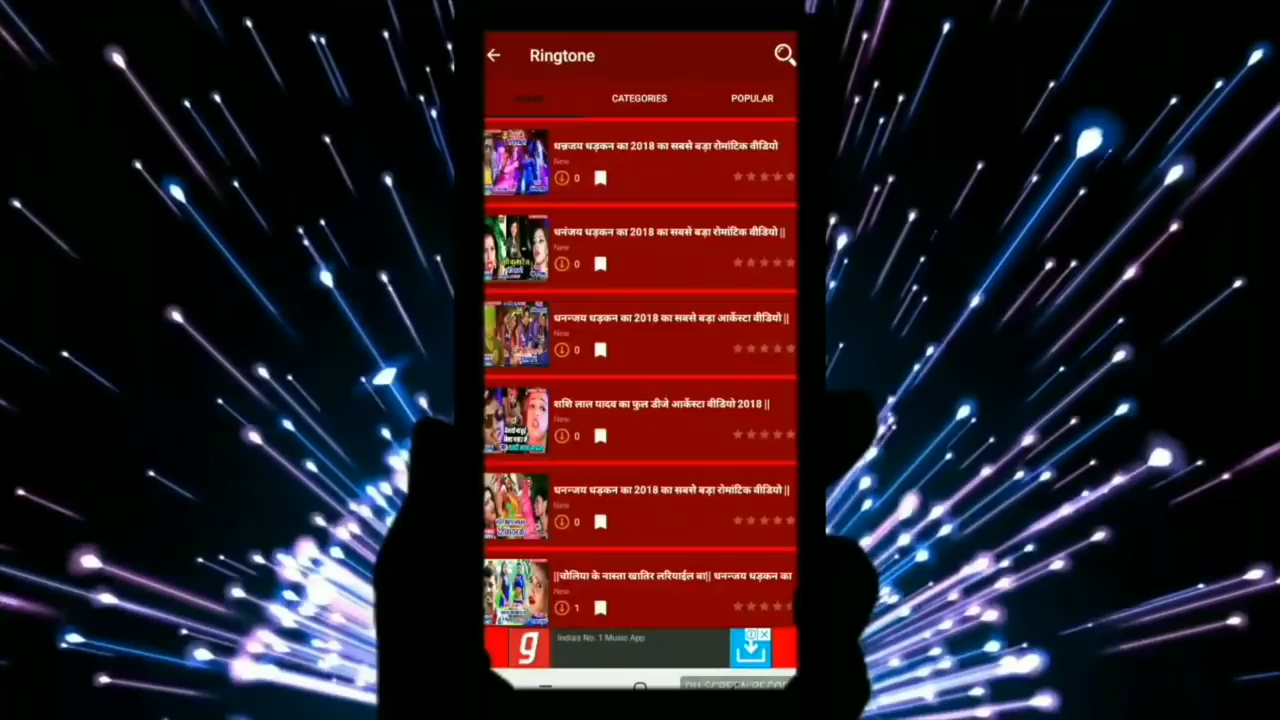 Ringtone
CATEGORIES
POPULAR
धन्नजय धड़कन का 2018 का सबसे बड़ा रोमांटिक वीडियो
New
0
धनंजय धड़कन का 2018 का सबसे बड़ा रोमांटिक वीडियो ||
New
0
धनन्जय धड़कन का 2018 का सबसे बड़ा आर्केस्टा वीडियो ||
New
0
शशि लाल यादव का फुल डीजे आर्केस्टा वीडियो 2018 ||
New
0
धनन्जय धड़कन का 2018 का सबसे बड़ा रोमांटिक वीडियो ||
New
0
||चोलिया के नास्ता खातिर लरियाईल बा|| धनन्जय धड़कन का
New
1
g
India's No. 1 Music App